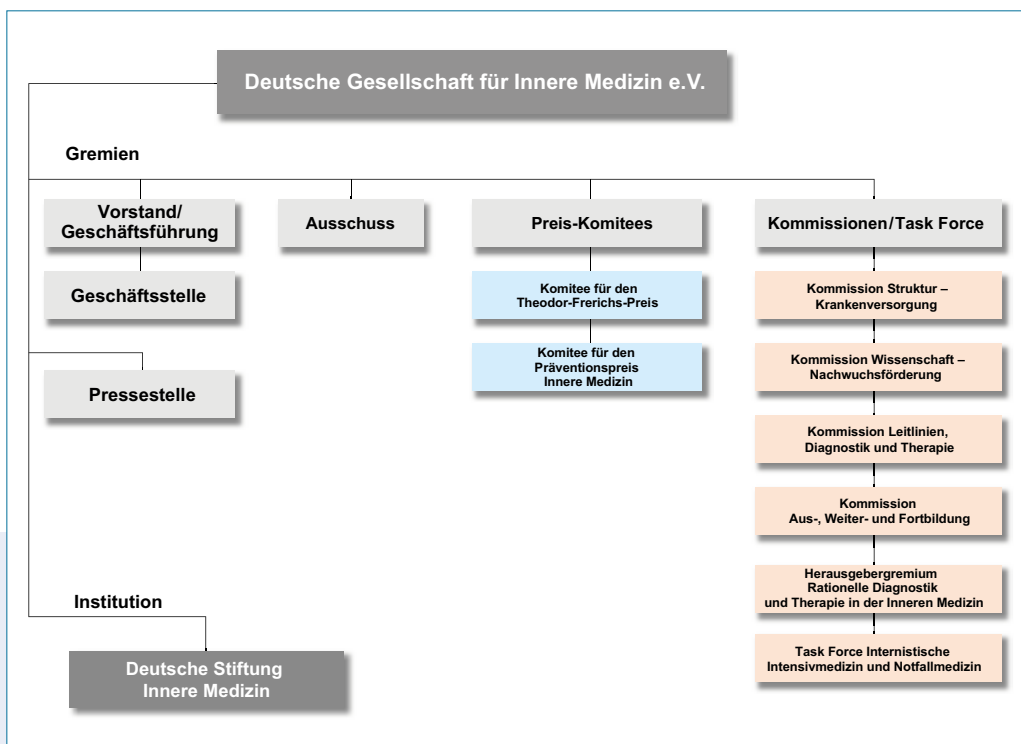 Deutsche Gesellschaft für Innere Medizin e.V.
Gremien
Vorstand/
Geschäftsführung
Geschäftsstelle
Pressestelle
Ausschuss
Preis-Komitees
Komitee für den
Theodor-Frerichs-Preis
Komitee für den
Präventionspreis
Innere Medizin
Kommissionen/Task Force
Kommission Struktur –
Krankenversorgung
Kommission Wissenschaft –
Nachwuchsförderung
Kommission Leitlinien,
Diagnostik und Therapie
Kommission
Aus-, Weiter- und Fortbildung
Herausgebergremium
Rationelle Diagnostik
und Therapie in der Inneren Medizin
Task Force Internistische
Intensivmedizin und Notfallmedizin
Institution
Deutsche Stiftung
Innere Medizin